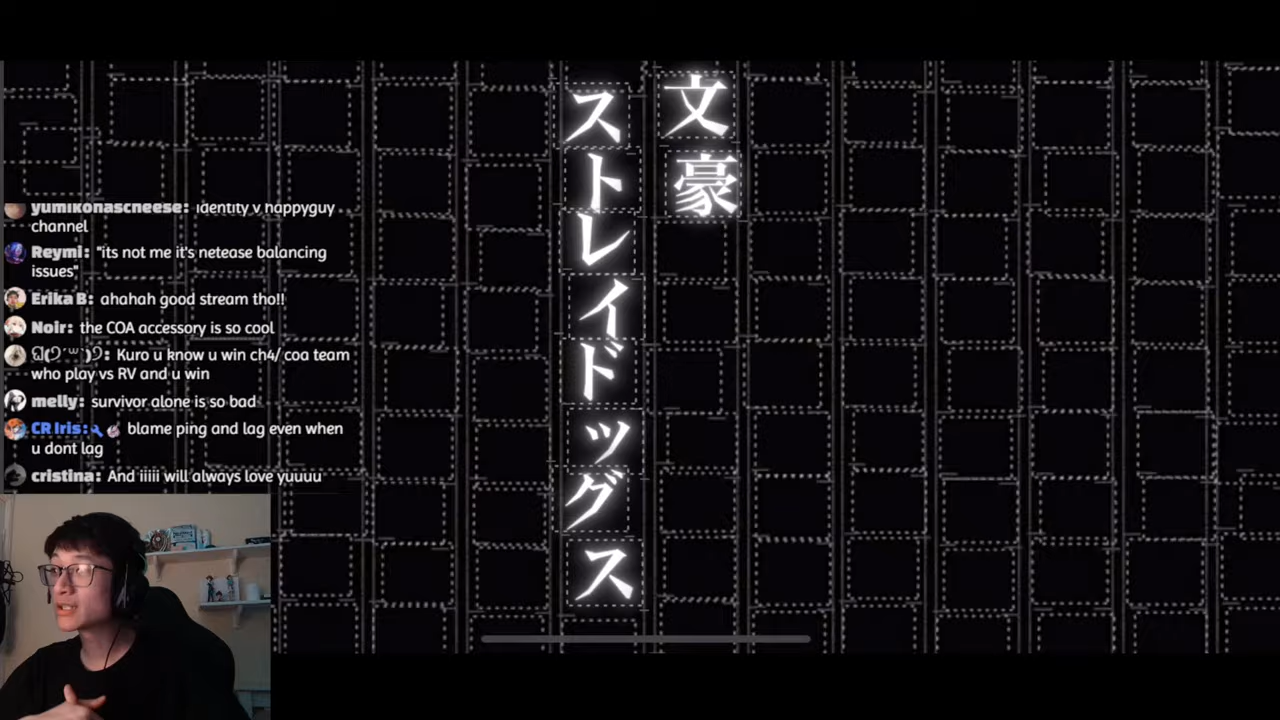 文豪
ストレイドッグス
yumikonascheese: identity v happyguy
channel
Reymi: "its not me it's netease balancing
issues"
Erika B: ahahah good stream tho!!
Noir: the COA accessory is so cool
Kuro u know u win ch4/ coa team
who play vs RV and u win
melly: survivor alone is so bad
CR Iris: blame ping and lag even when
u dont lag
cristina: And iiiii will always love yuuuu